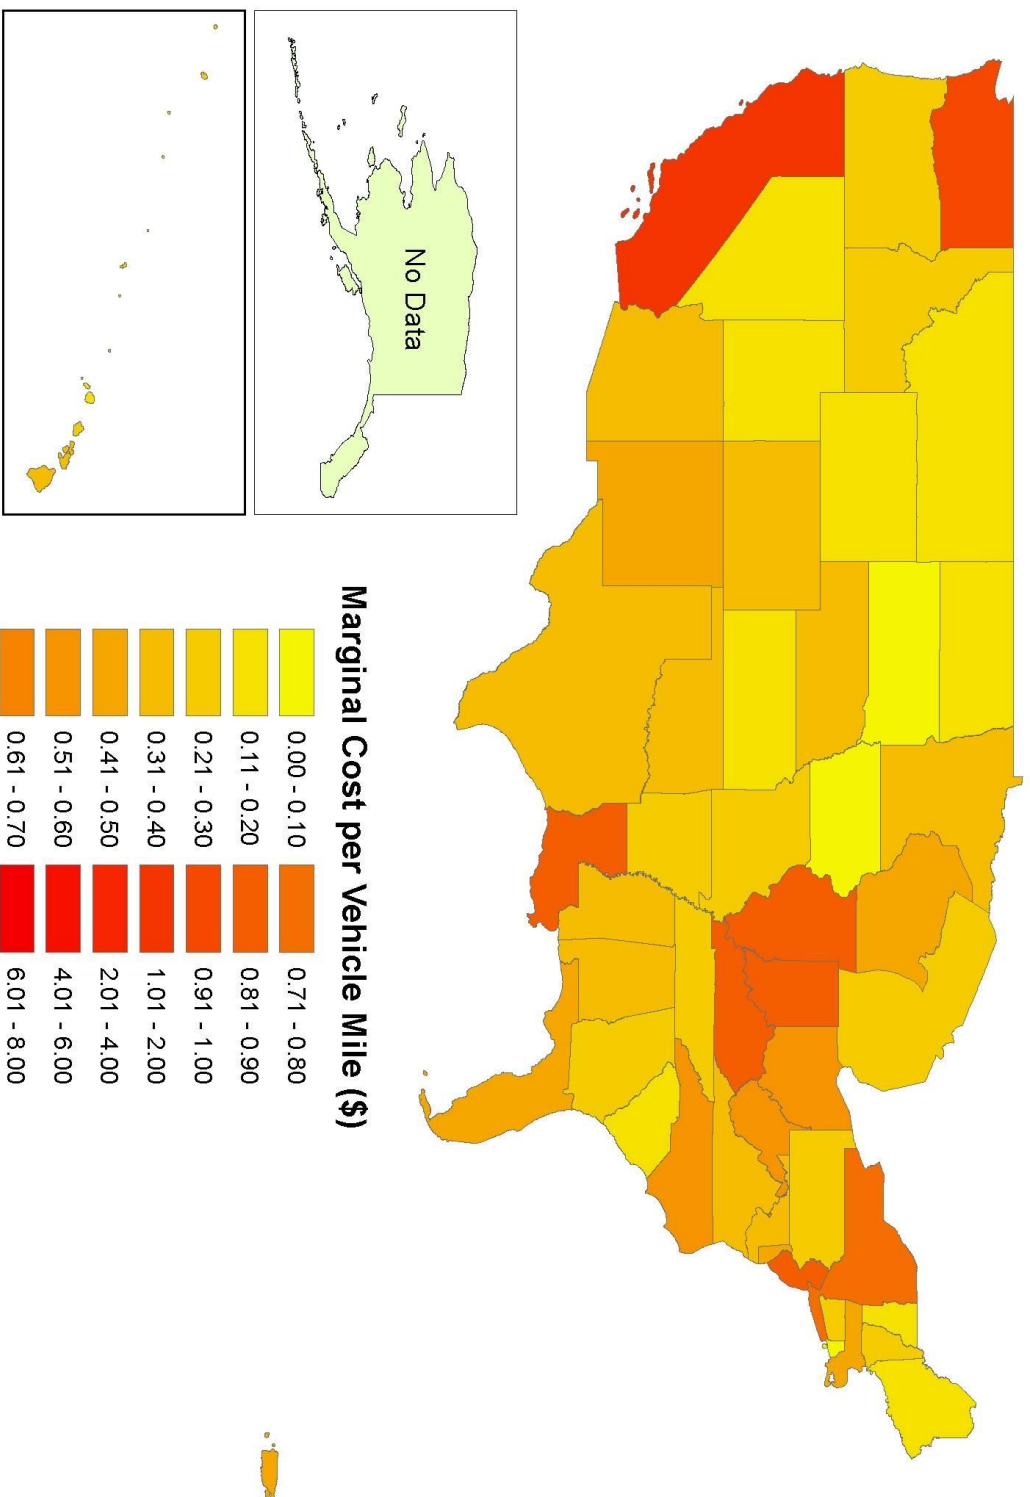 No Data
Marginal Cost per Vehicle Mile ($)
0.00 - 0.10
0.11 - 0.20
0.21 - 0.30
0.31 - 0.40
0.41 - 0.50
0.51 - 0.60
0.61 - 0.70
0.71 - 0.80
0.81 - 0.90
0.91 - 1.00
1.01 - 2.00
2.01 - 4.00
4.01 - 6.00
6.01 - 8.00